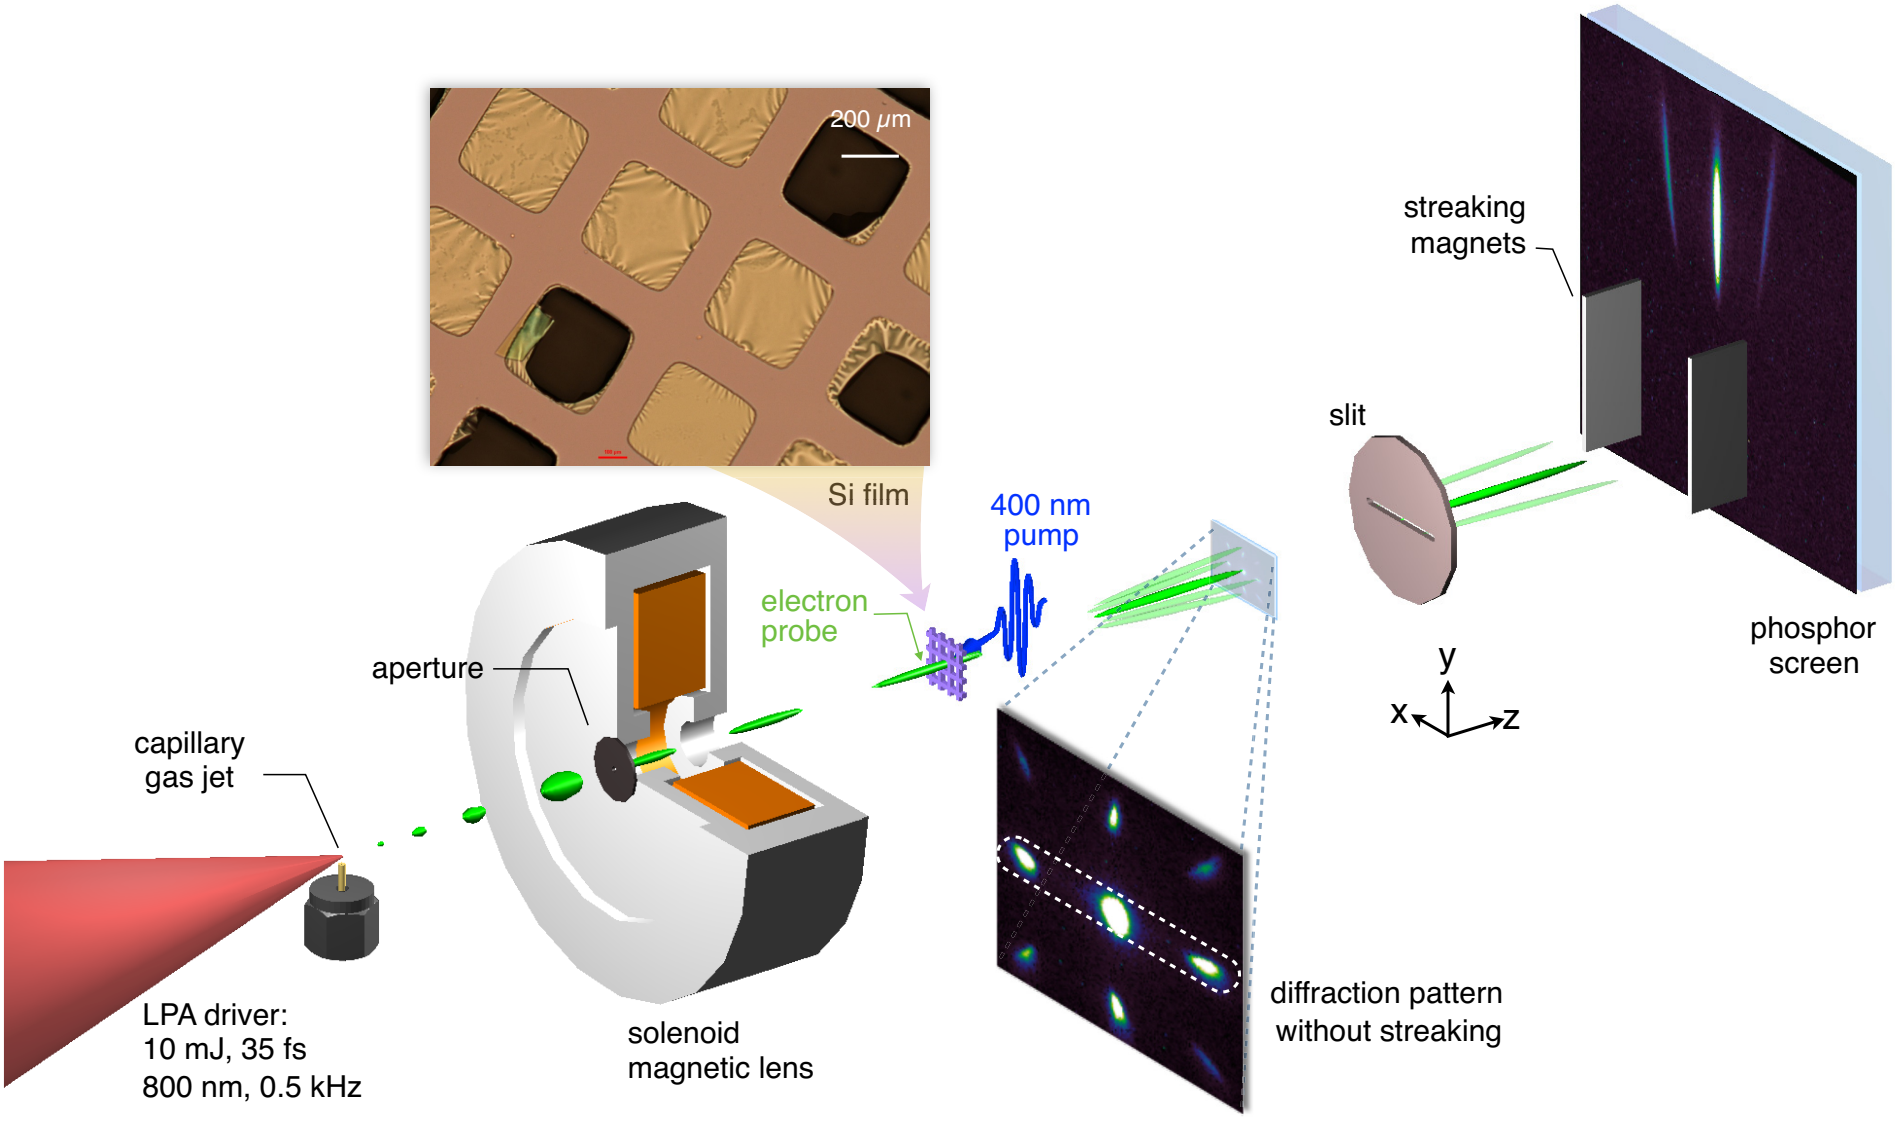 200 µm
streaking
magnets
slit
Si film
400 nm
pump
electron
probe
aperture
phosphor
screen
y
x
z
capillary
gas jet
diffraction pattern
without streaking
LPA driver:
10 mJ, 35 fs
800 nm, 0.5 kHz
solenoid
magnetic lens